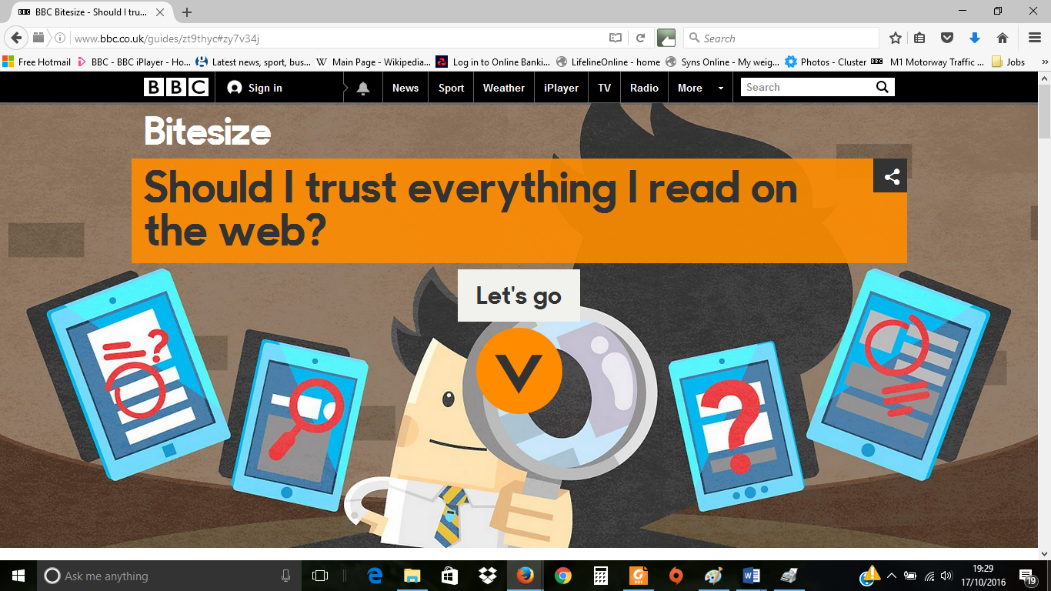 BBC Bitesize - Should I tru...
www.bbc.co.uk/guides/zt9thyc#zy7v34j
Search
Free Hotmail
BBC - BBC iPlayer - Ho...
Latest news, sport, bus...
Main Page - Wikipedia...
Log in to Online Banki...
LifelineOnline - home
Syns Online - My weig...
Photos - Cluster
M1 Motorway Traffic ...
Jobs
BBC
Sign in
News
Sport
Weather
iPlayer
TV
Radio
More
Search
Bitesize
Should I trust everything I read on
the web?
Let's go
?
?
Ask me anything
19:29
17/10/2016
19